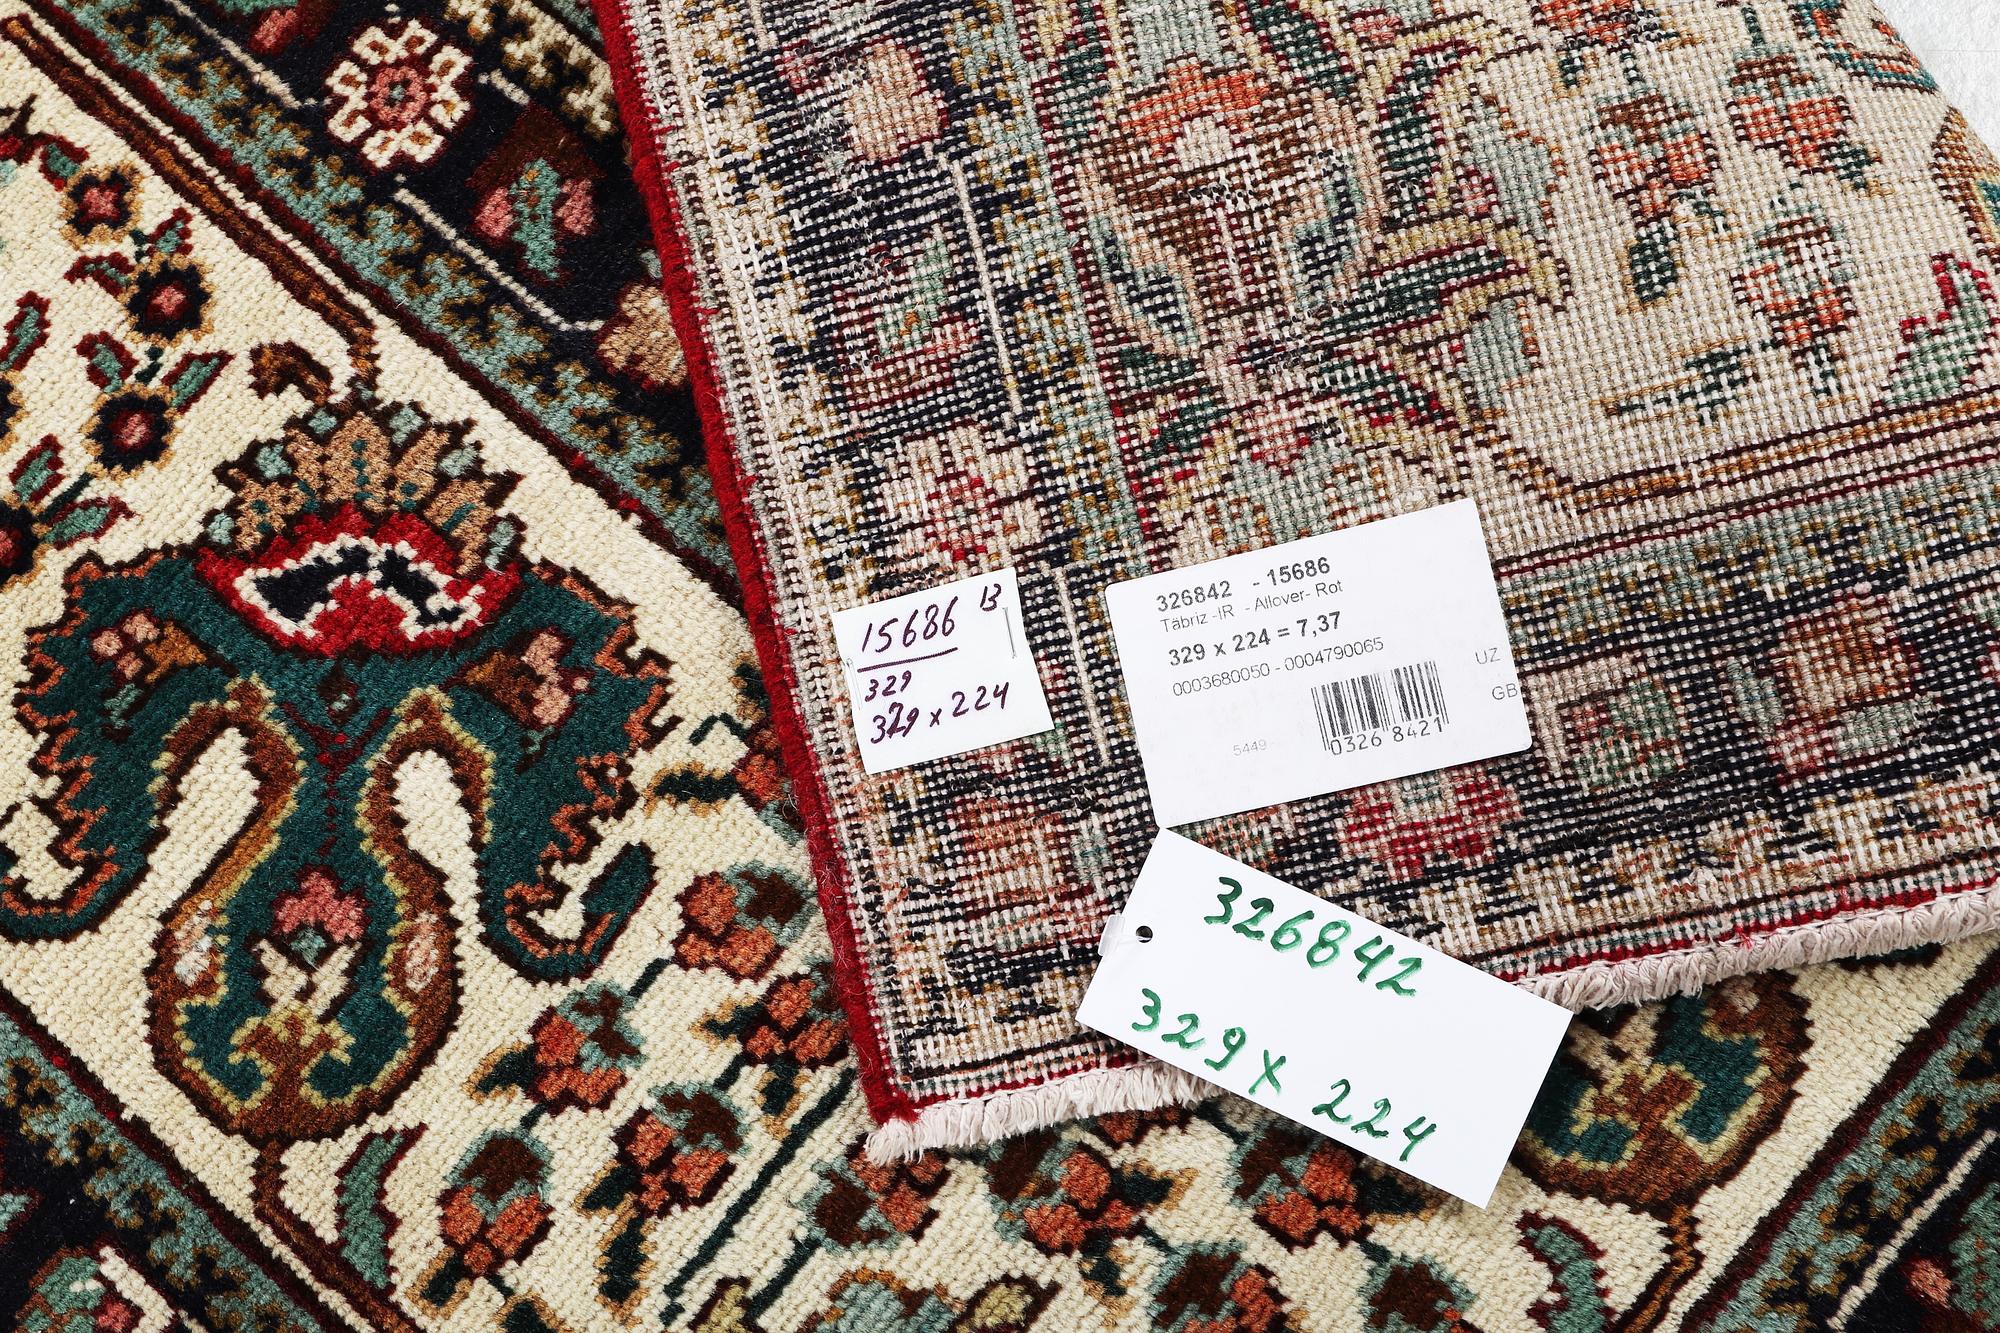 15686 B
329
329 x 224
326842 - 15686
Täbriz -IR - Allover- Rot
329 x 224 = 7,37
0003680050 - 0004790065
UZ
GB
5449
0326 8421
326842
329 X 224